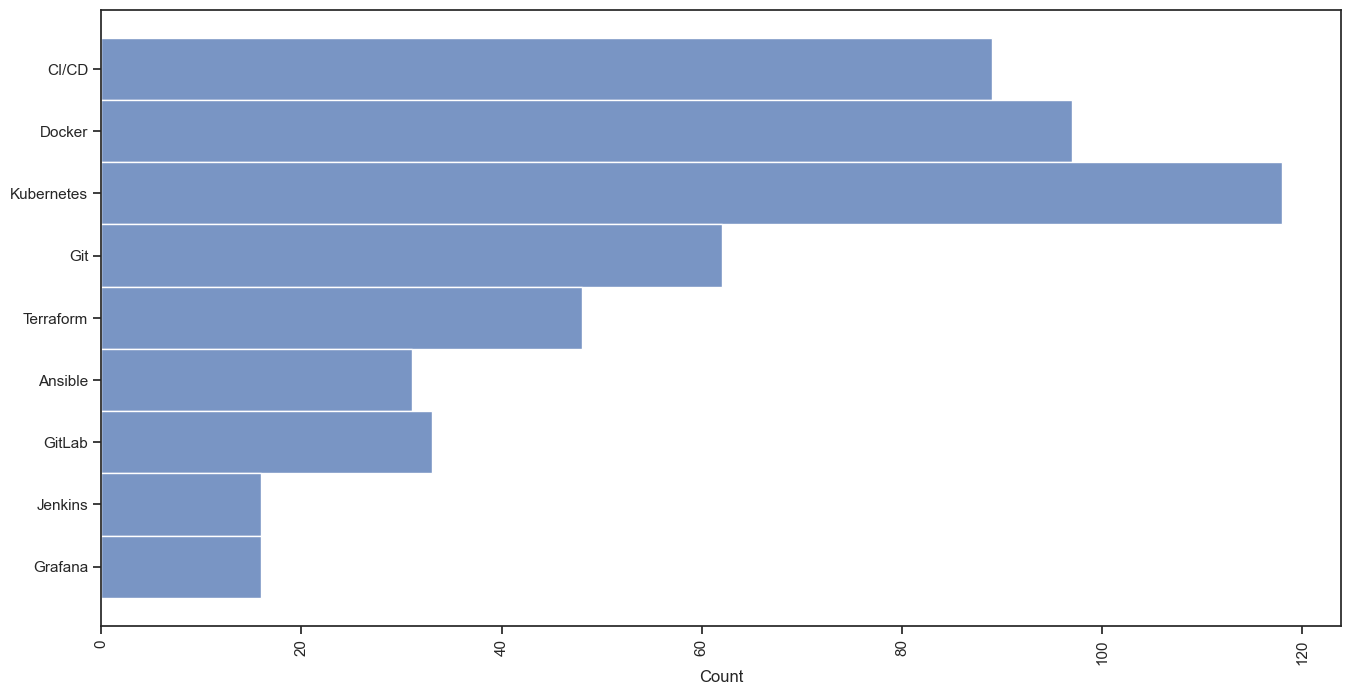 CI/CD
Docker
Kubernetes
Git
Terraform
Ansible
GitLab
Jenkins
Grafana
0 20 40 60 80 100 120
Count